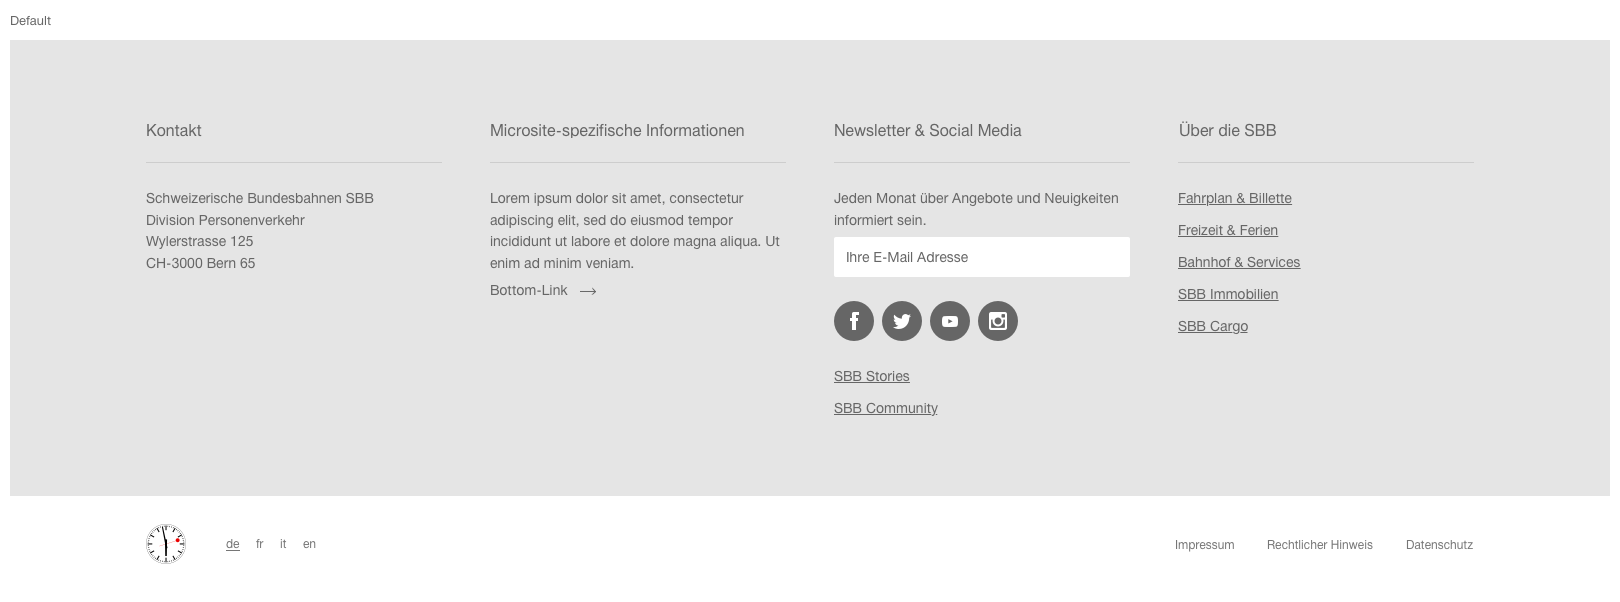 Default
Kontakt
Schweizerische Bundesbahnen SBB
Division Personenverkehr
Wylerstrasse 125
CH-3000 Bern 65
Microsite-spezifische Informationen
Lorem ipsum dolor sit amet, consectetur
adipiscing elit, sed do eiusmod tempor
incididunt ut labore et dolore magna aliqua. Ut
enim ad minim veniam.
Bottom-Link
Newsletter & Social Media
Jeden Monat über Angebote und Neuigkeiten
informiert sein.
Ihre E-Mail Adresse
SBB Stories
SBB Community
Über die SBB
Fahrplan & Billette
Freizeit & Ferien
Bahnhof & Services
SBB Immobilien
SBB Cargo
de fr it en
Impressum Rechtlicher Hinweis Datenschutz